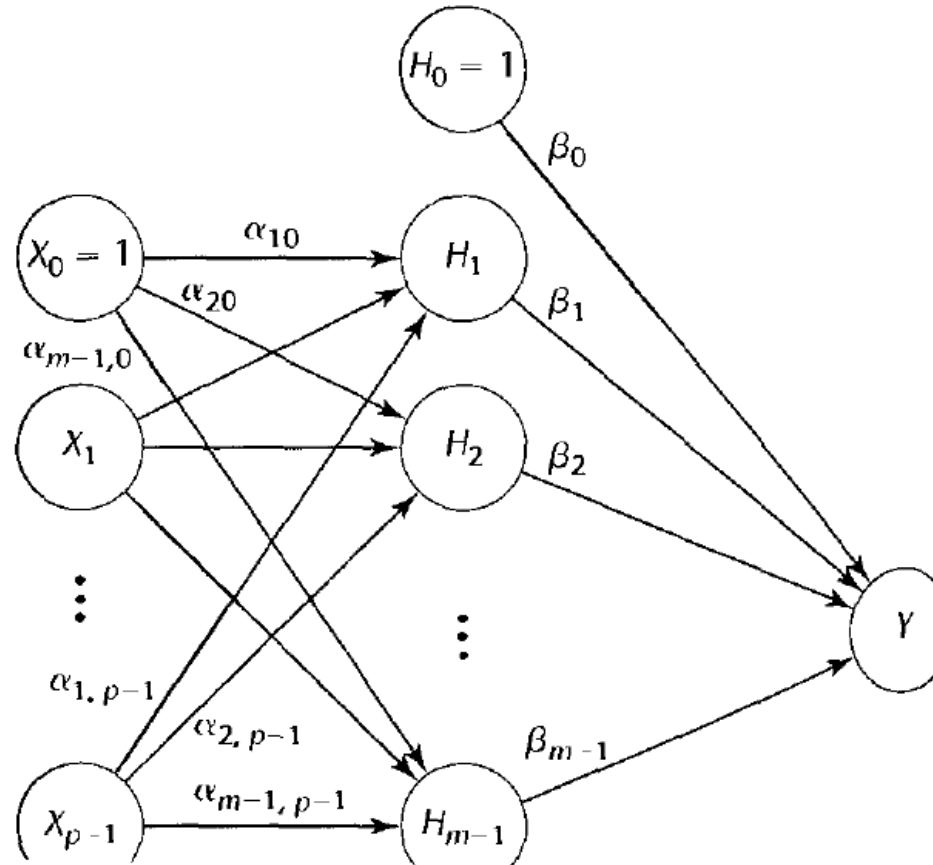 H₀ = 1
β₀
X₀ = 1
α₁₀
H₁
α₂₀
β₁
αₘ₋₁,₀
X₁
H₂
β₂
Y
α₁, ₚ₋₁
α₂, ₚ₋₁
βₘ₋₁
αₘ₋₁, ₚ₋₁
Xₚ₋₁
Hₘ₋₁